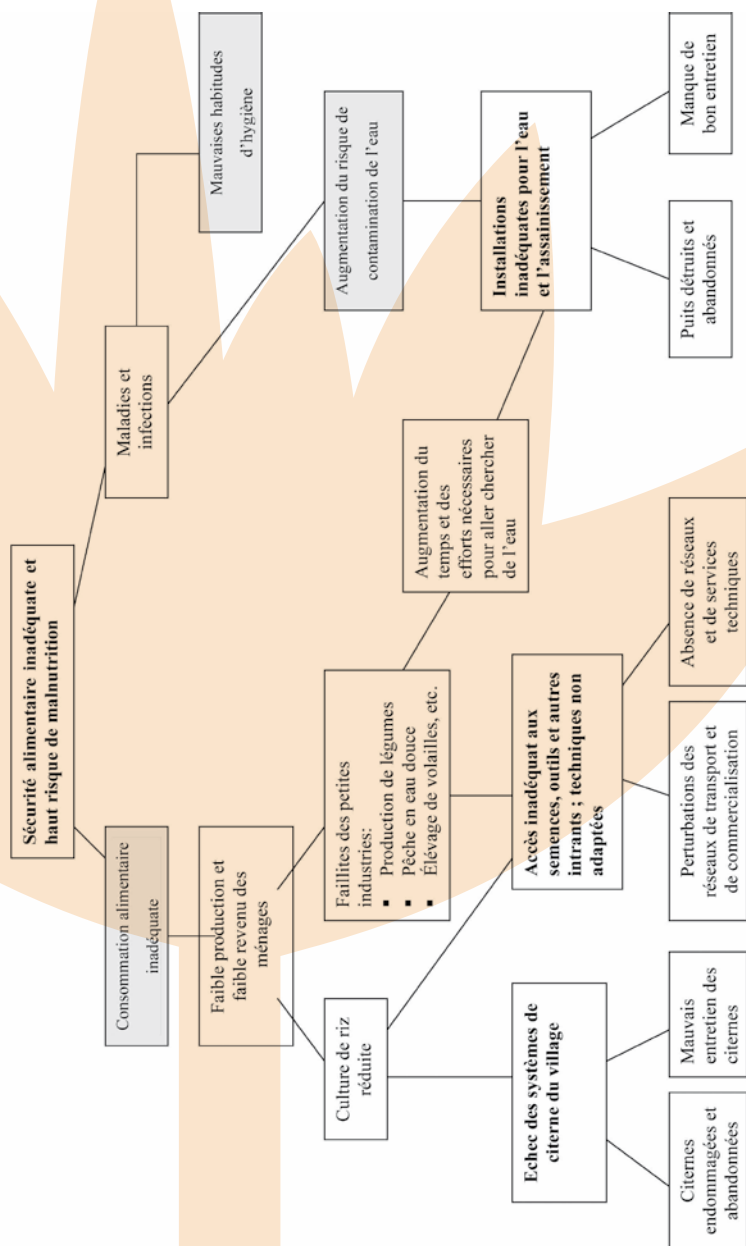 Sécurité alimentaire inadéquate et
haut risque de malnutrition
Consommation alimentaire
inadéquate
Maladies et
infections
Mauvaises habitudes
d’hygiène
Faible production et
faible revenu des
ménages
Culture de riz
réduite
Faillites des petites
industries:
▪ Production de légumes
▪ Pêche en eau douce
▪ Élévage de volailles, etc.
Augmentation du risque de
contamination de l’eau
Augmentation du
temps et des
efforts nécessaires
pour aller chercher
de l’eau
Echec des systèmes de
citerne du village
Accès inadéquat aux
semences, outils et autres
intrants ; techniques non
adaptées
Installations
inadéquates pour l’eau
et l’assainissement
Citernes
endommagées et
abandonnées
Mauvais
entretien des
citernes
Perturbations des
réseaux de transport et
de commercialisation
Absence de réseaux
et de services
techniques
Puits détruits et
abandonnés
Manque de
bon entretien